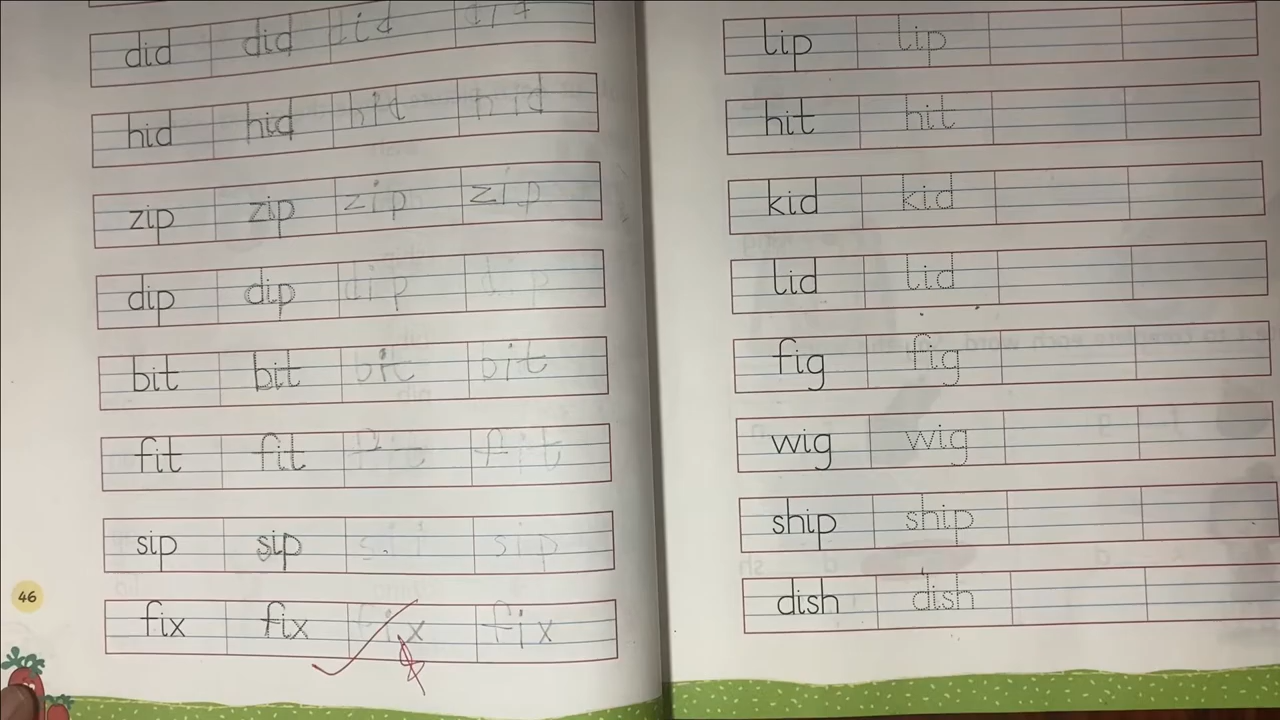 did did did did
hid hid hid hid
zip zip zip zip
dip dip dip dip
bit bit bit bit
fit fit fit fit
sip sip sip
fix fix fix fix
46
lip lip
hit hit
kid kid
lid lid
fig fig
wig wig
ship ship
dish dish